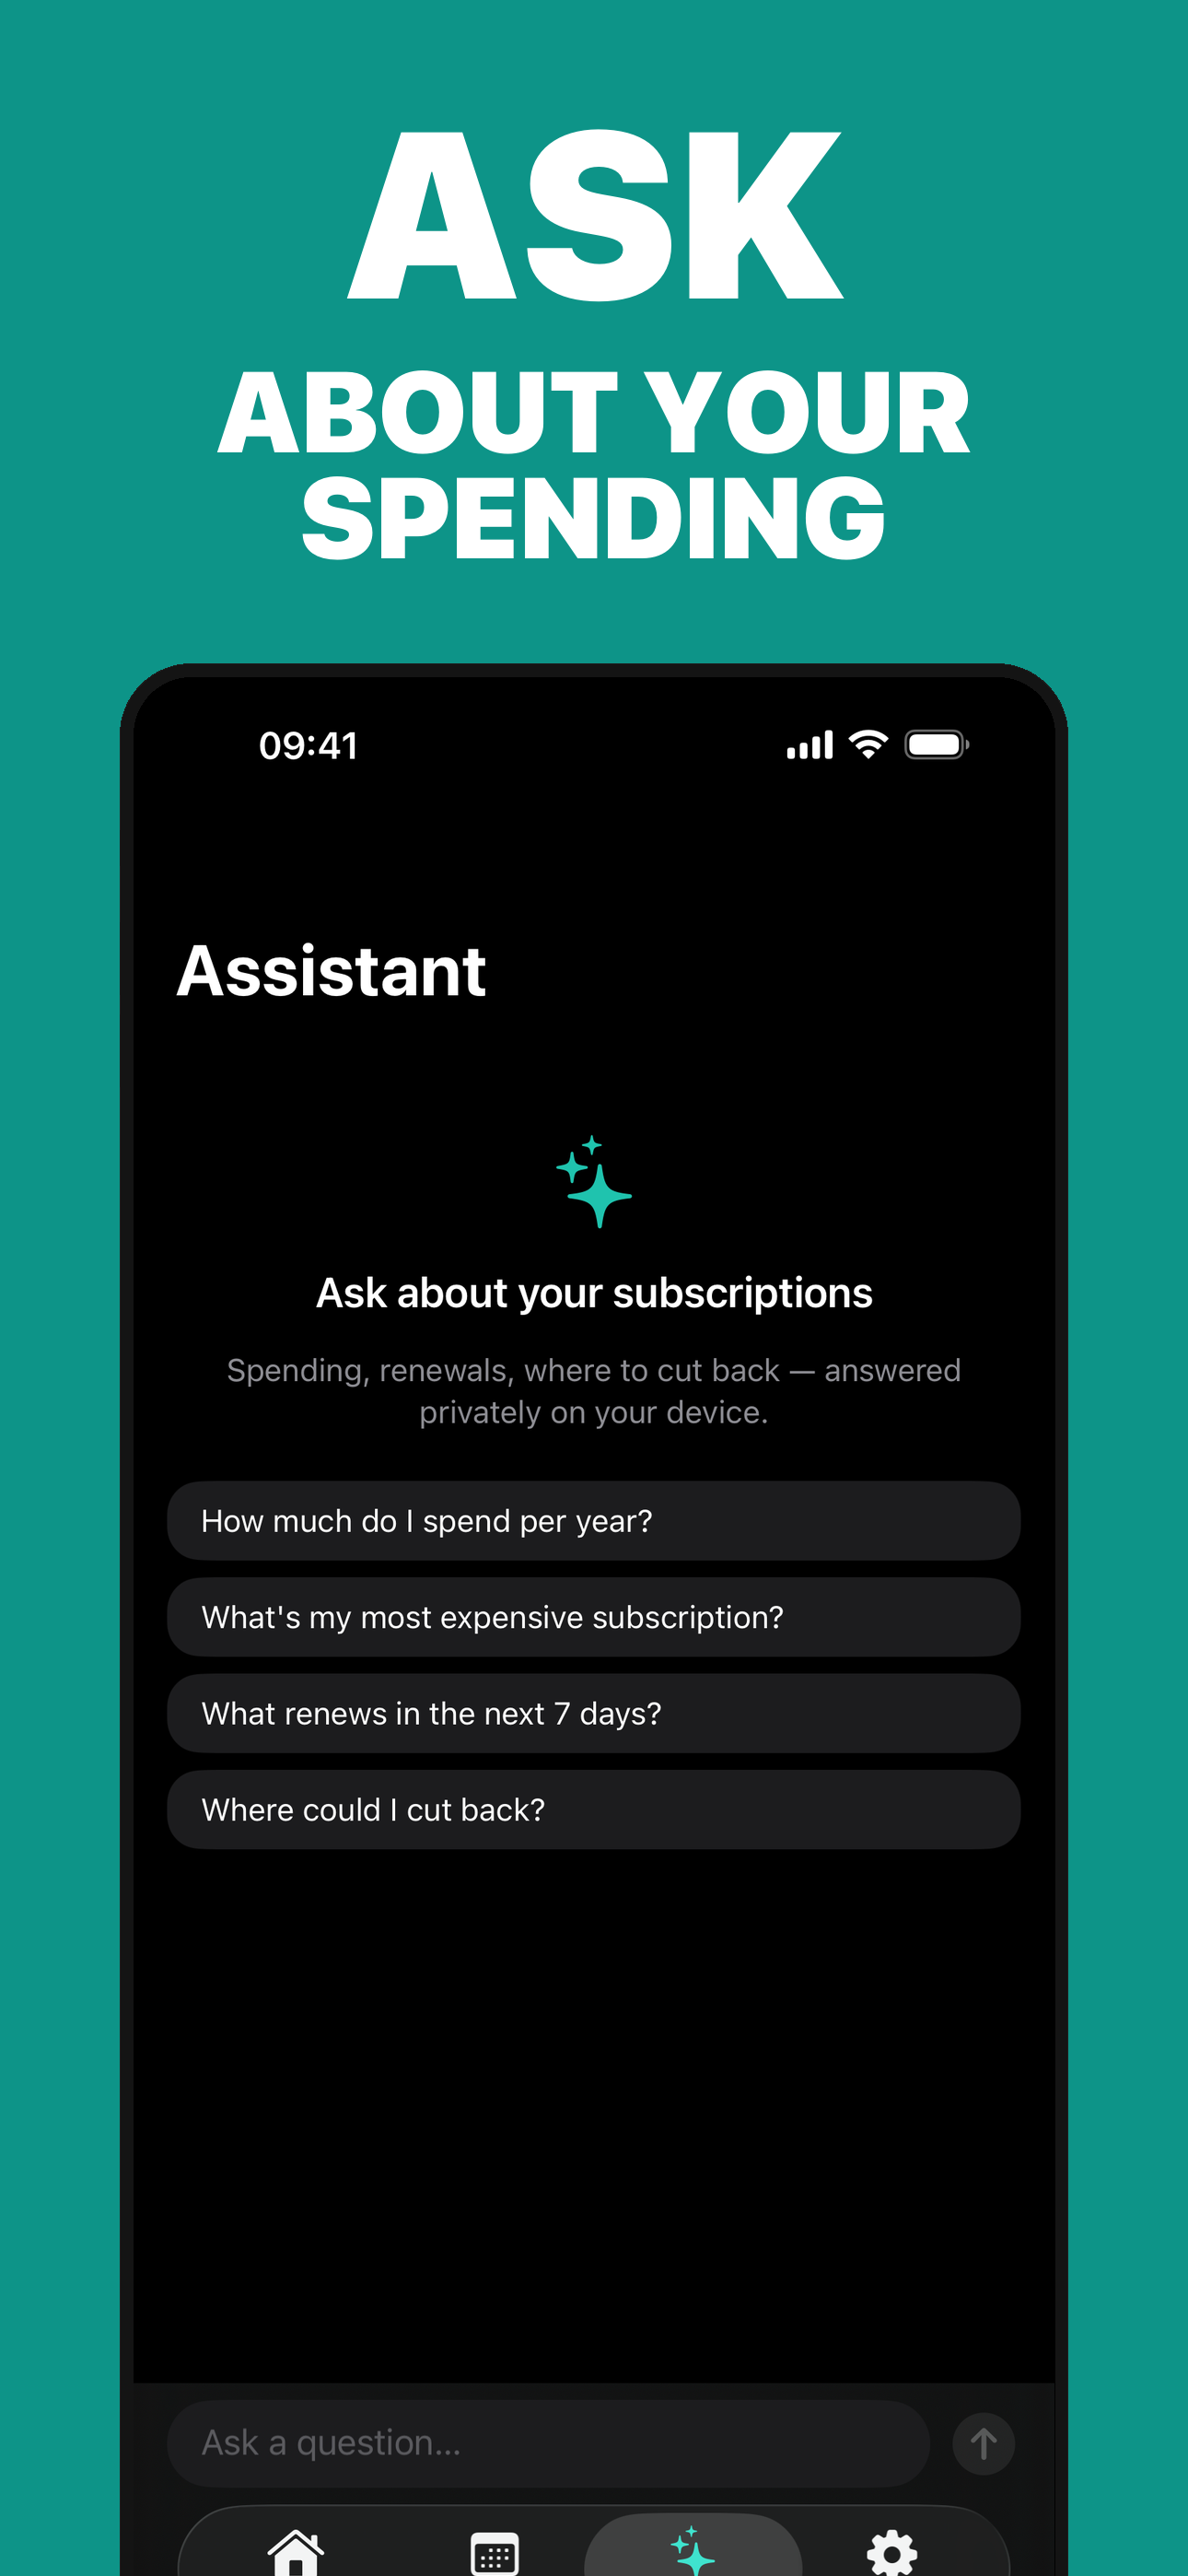 ASK
ABOUT YOUR
SPENDING
09:41
Assistant
Ask about your subscriptions
Spending, renewals, where to cut back — answered
privately on your device.
How much do I spend per year?
What's my most expensive subscription?
What renews in the next 7 days?
Where could I cut back?
Ask a question...